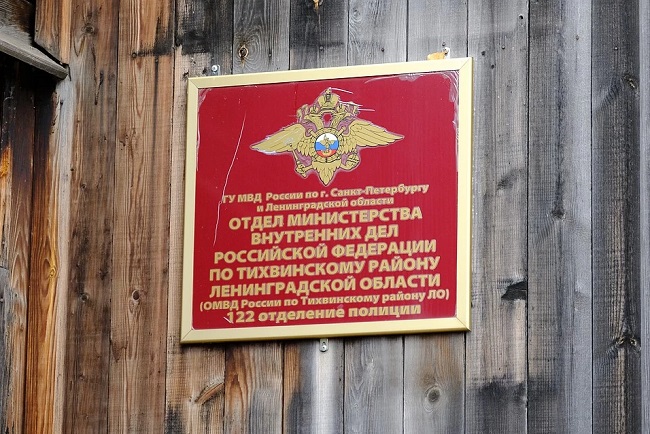 ГУ МВД России по г. Санкт-Петербургу
и Ленинградской области
ОТДЕЛ МИНИСТЕРСТВА
ВНУТРЕННИХ ДЕЛ
РОССИЙСКОЙ ФЕДЕРАЦИИ
ПО ТИХВИНСКОМУ РАЙОНУ
ЛЕНИНГРАДСКОЙ ОБЛАСТИ
(ОМВД России по Тихвинскому району ЛО)
122 отделение полиции